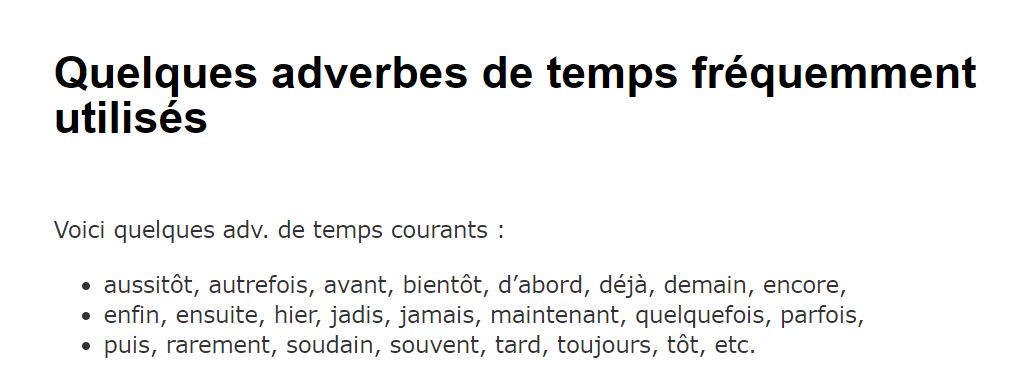 Quelques adverbes de temps fréquemment
utilisés
Voici quelques adv. de temps courants :
• aussitôt, autrefois, avant, bientôt, d’abord, déjà, demain, encore,
• enfin, ensuite, hier, jadis, jamais, maintenant, quelquefois, parfois,
• puis, rarement, soudain, souvent, tard, toujours, tôt, etc.